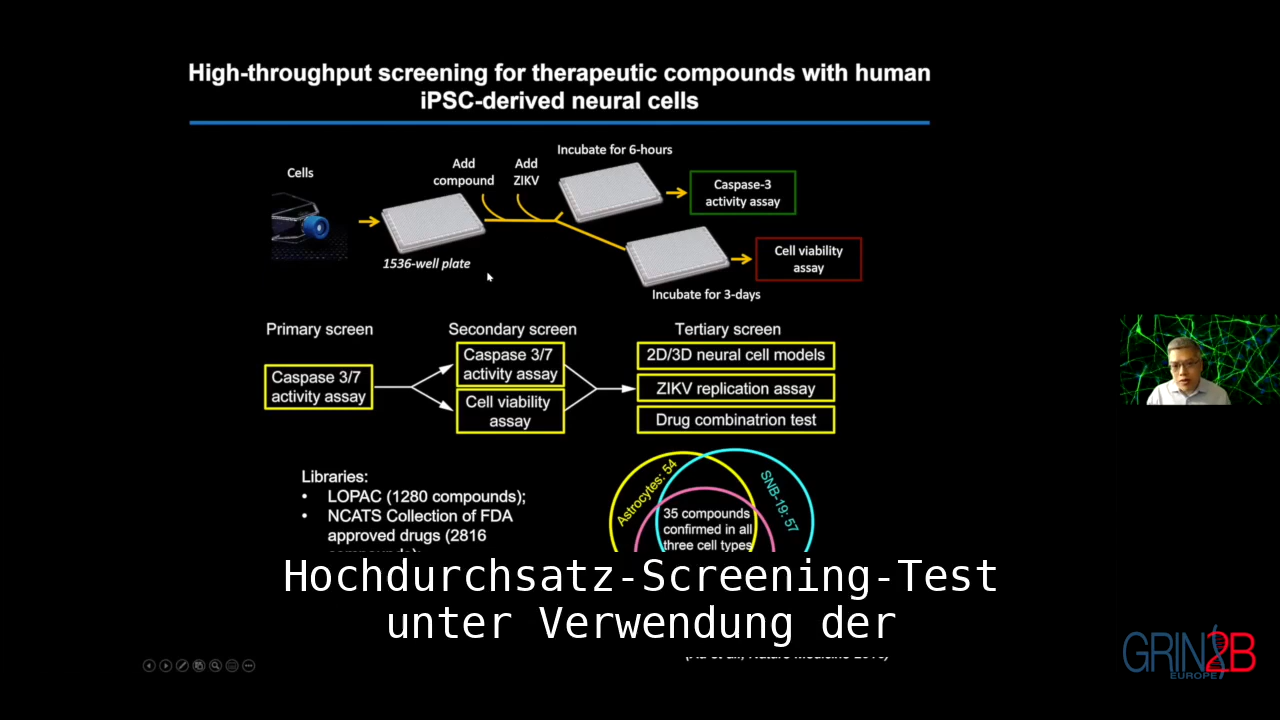 High-throughput screening for therapeutic compounds with human
iPSC-derived neural cells
Cells
Add
compound
Add
ZIKV
Incubate for 6-hours
Caspase-3
activity assay
1536-well plate
Cell viability
assay
Incubate for 3-days
Primary screen
Secondary screen
Tertiary screen
Caspase 3/7
activity assay
Caspase 3/7
activity assay
Cell viability
assay
2D/3D neural cell models
ZIKV replication assay
Drug combinatrion test
Libraries:
• LOPAC (1280 compounds);
• NCATS Collection of FDA
approved drugs (2816
Astrocytes: 54
SNB-19: 57
35 compounds
confirmed in all
three cell types
Hochdurchsatz-Screening-Test
unter Verwendung der
GRIN2B
EUROPE